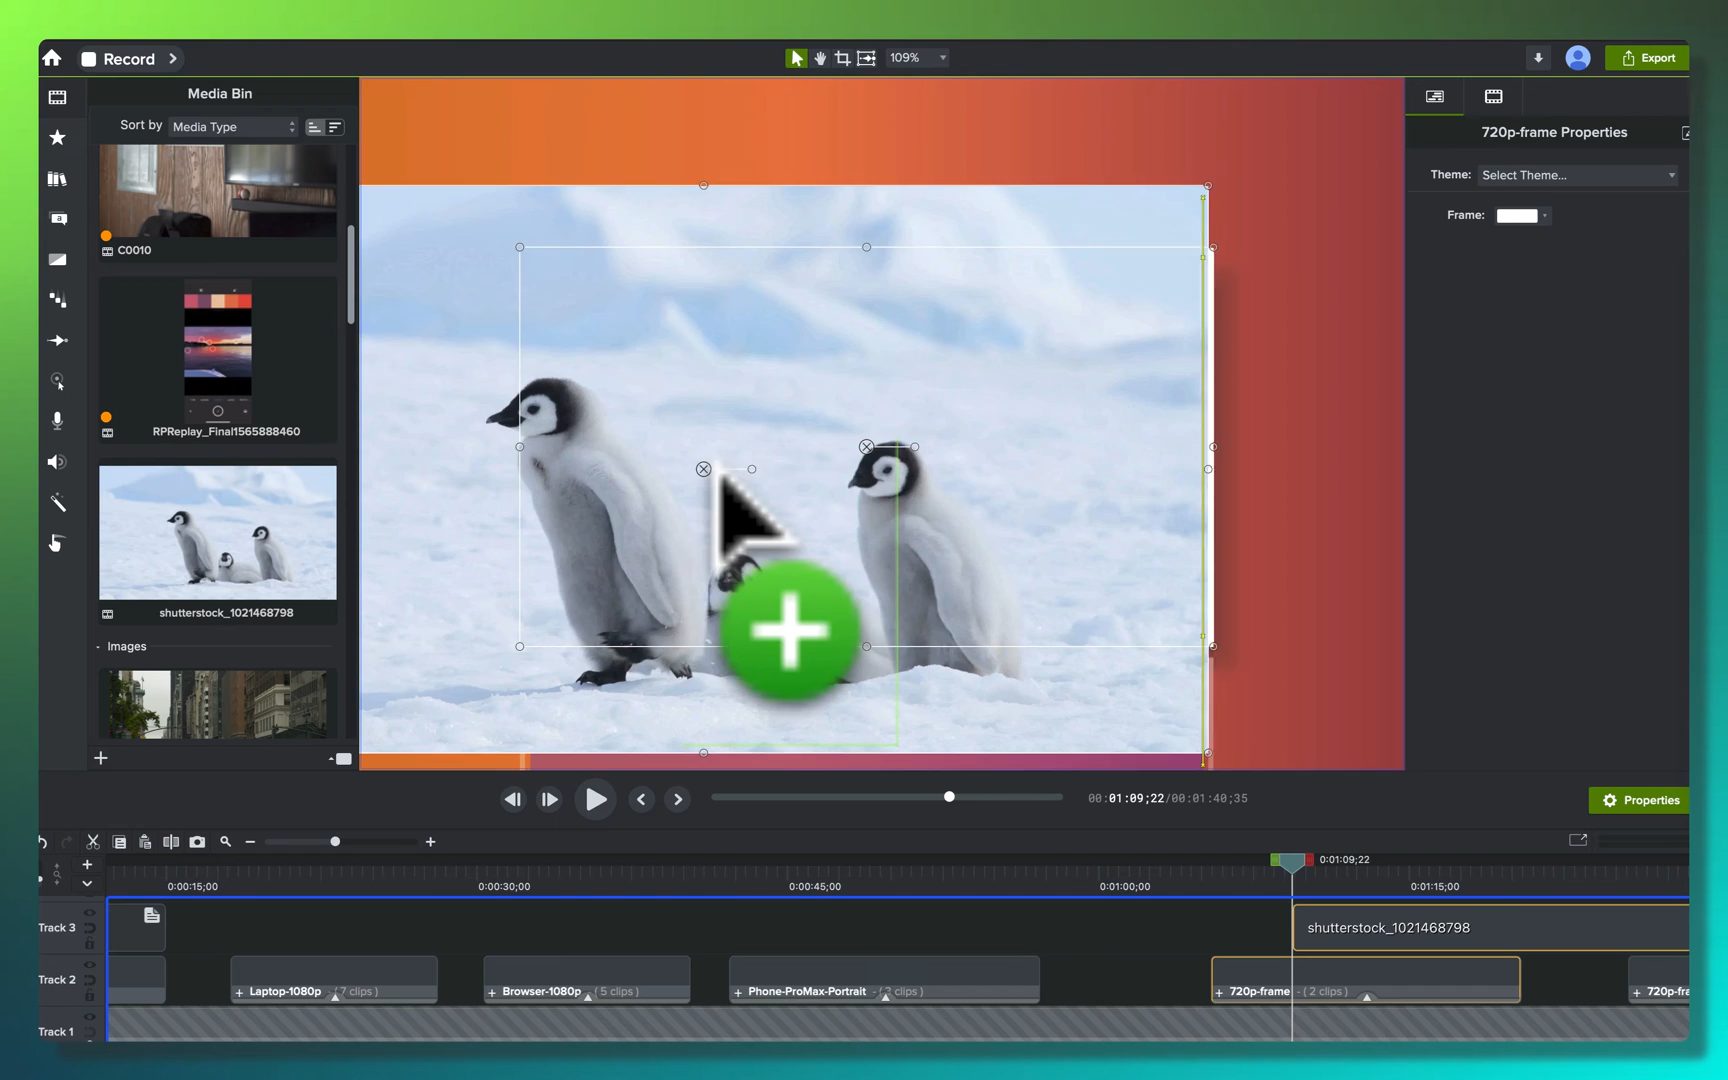 Record
109%
Export
Media Bin
Sort by
Media Type
C0010
RPReplay_Final1565888460
shutterstock_1021468798
Images
720p-frame Properties
Theme:
Select Theme...
Frame:
00:01:09;22/00:01:40;35
Properties
0:01:09;22
0:00:15;00
0:00:30;00
0:00:45;00
0:01:00;00
0:01:15;00
Track 3
shutterstock_1021468798
Track 2
+ Laptop-1080p - (7 clips)
+ Browser-1080p - (5 clips)
+ Phone-ProMax-Portrait - (3 clips)
+ 720p-frame - (2 clips)
+ 720p-fra
Track 1